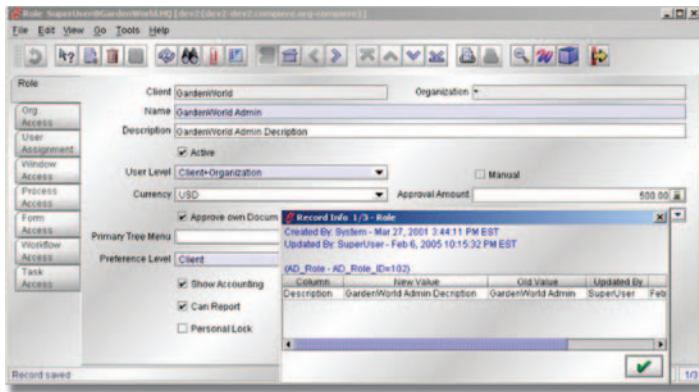 Role SuperUser@GardenWorld.HQ [dev2{dev2-dev2.compiere.org-compiere}]
File Edit View Go Tools Help
Role
Org Access
User Assignment
Window Access
Process Access
Form Access
Workflow Access
Task Access
Client GardenWorld Organization *
Name GardenWorld Admin
Description GardenWorld Admin Decription
Active
User Level Client+Organization Manual
Currency USD Approval Amount 500.00
Approve own Docum
Primary Tree Menu
Preference Level Client
Show Accounting
Can Report
Personal Lock
Record Info 1/3 - Role
Created By: System - Mar 27, 2001 3:44:11 PM EST
Updated By: SuperUser - Feb 6, 2005 10:15:32 PM EST
(AD_Role - AD_Role_ID=102)
Column New Value Old Value Updated By
Description GardenWorld Admin Decription GardenWorld Admin SuperUser Feb
Record saved 1/3